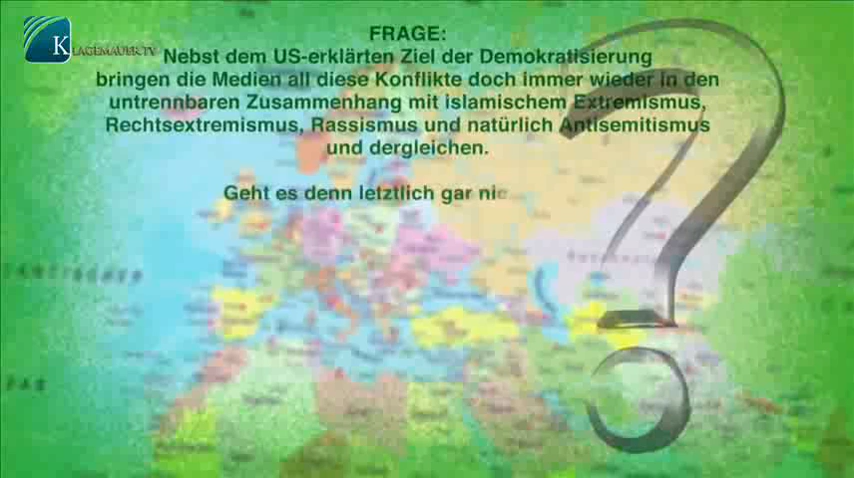 KLAGEMAUER.TV
FRAGE:
Nebst dem US-erklärten Ziel der Demokratisierung
bringen die Medien all diese Konflikte doch immer wieder in den
untrennbaren Zusammenhang mit islamischem Extremismus,
Rechtsextremismus, Rassismus und natürlich Antisemitismus
und dergleichen.
Geht es denn letztlich gar nie
?